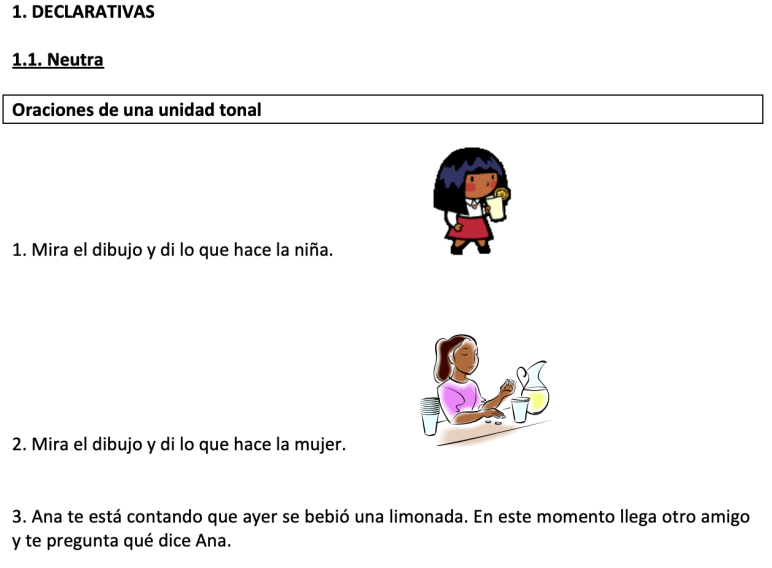 1. DECLARATIVAS
1.1. Neutra
Oraciones de una unidad tonal
1. Mira el dibujo y di lo que hace la niña.
2. Mira el dibujo y di lo que hace la mujer.
3. Ana te está contando que ayer se bebió una limonada. En este momento llega otro amigo
y te pregunta qué dice Ana.